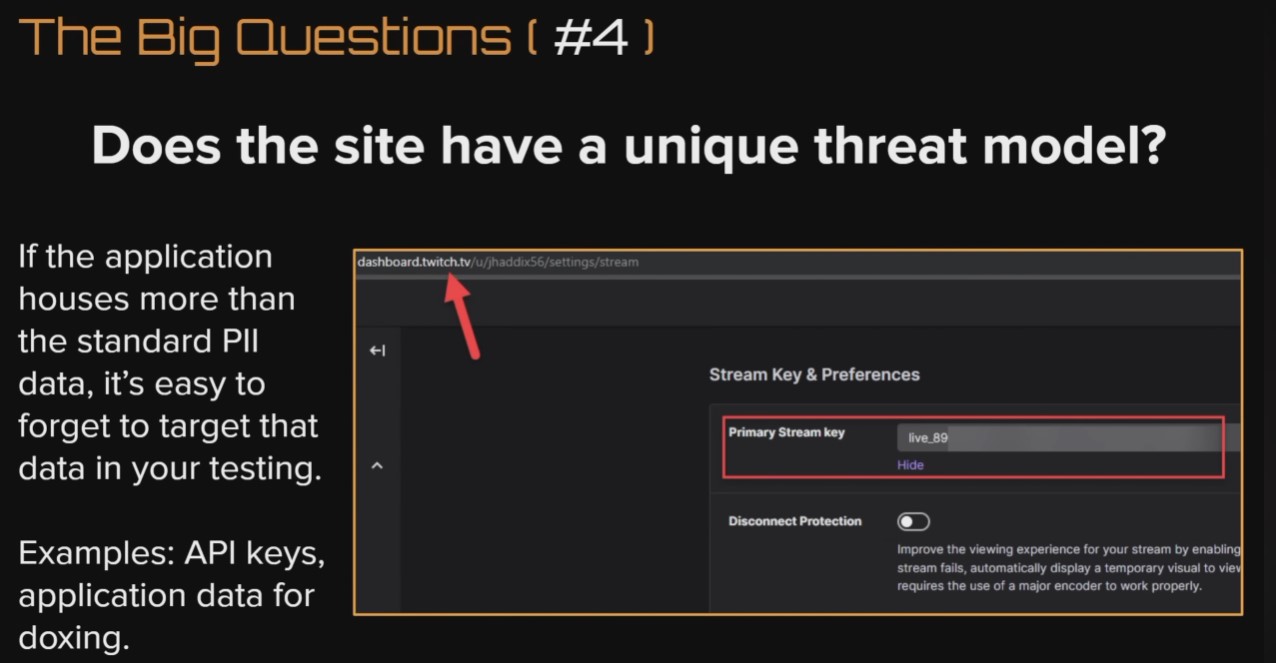 The Big Questions ( #4 )
Does the site have a unique threat model?
If the application
houses more than
the standard PII
data, it’s easy to
forget to target that
data in your testing.
Examples: API keys,
application data for
doxing.
dashboard.twitch.tv/u/jhaddix56/settings/stream
Stream Key & Preferences
Primary Stream key
live_89
Hide
Disconnect Protection
Improve the viewing experience for your stream by enabling
stream fails, automatically display a temporary visual to view
requires the use of a major encoder to work properly.